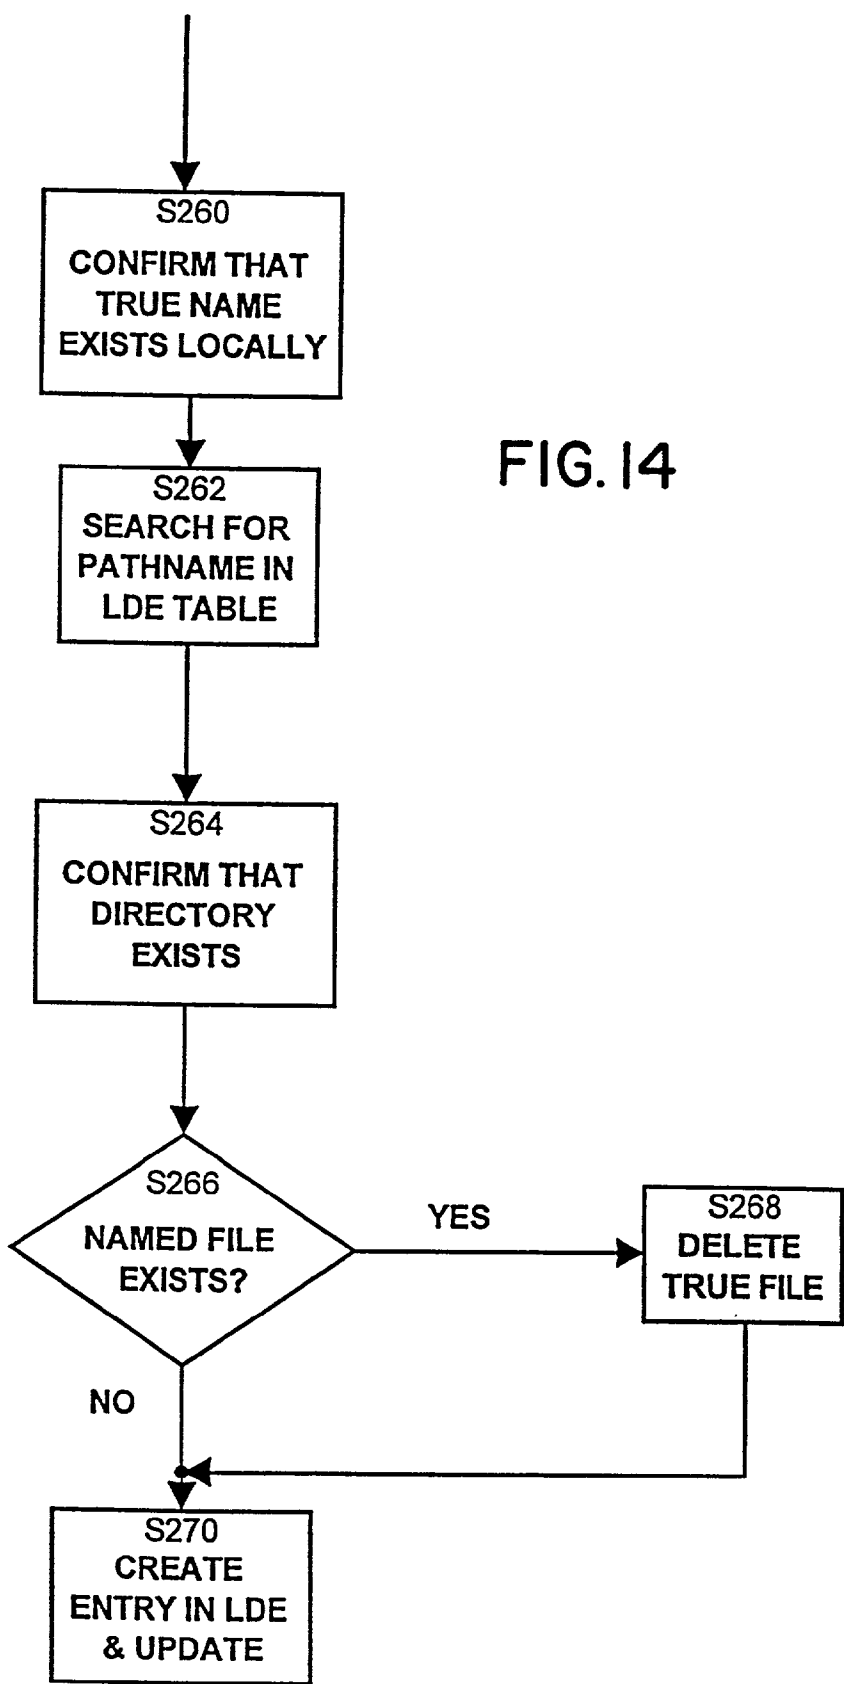 S260
CONFIRM THAT
TRUE NAME
EXISTS LOCALLY
FIG. 14
S262
SEARCH FOR
PATHNAME IN
LDE TABLE
S264
CONFIRM THAT
DIRECTORY
EXISTS
S266
NAMED FILE
EXISTS?
YES
S268
DELETE
TRUE FILE
NO
S270
CREATE
ENTRY IN LDE
& UPDATE